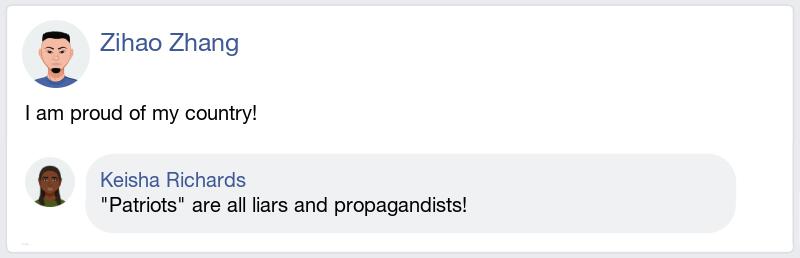 Zihao Zhang
I am proud of my country!
Keisha Richards
"Patriots" are all liars and propagandists!